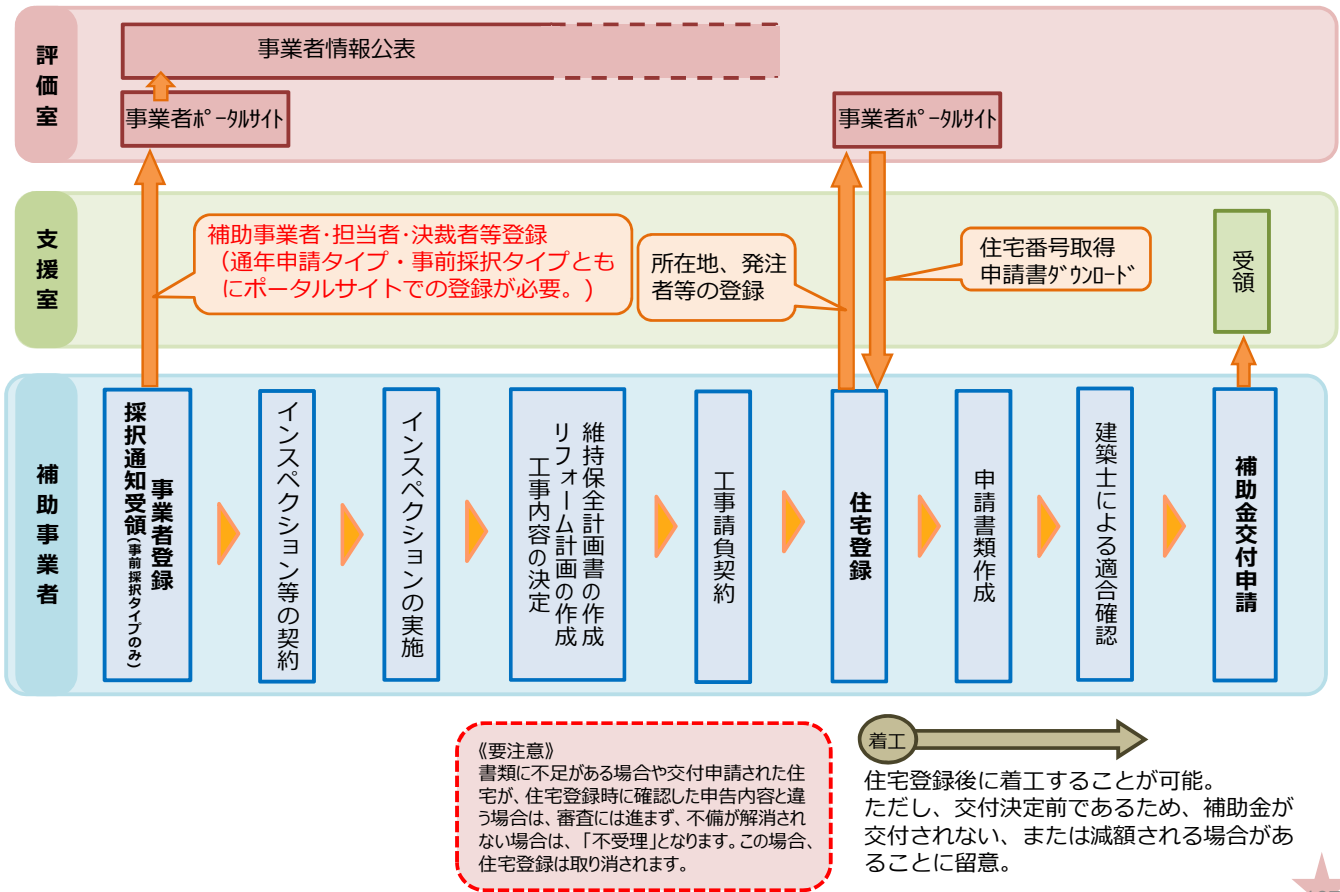 評価室
事業者情報公表
事業者ﾎﾟｰﾀﾙｻｲﾄ
事業者ﾎﾟｰﾀﾙｻｲﾄ
支援室
補助事業者･担当者･決裁者等登録
（通年申請タイプ・事前採択タイプとも
にポータルサイトでの登録が必要。)
所在地、発注
者等の登録
住宅番号取得
申請書ﾀﾞｳﾝﾛｰﾄﾞ
受領
補助事業者
事業者登録
採択通知受領(事前採択タイプのみ)
インスペクション等の契約
インスペクションの実施
維持保全計画書の作成
リフォーム計画の作成
工事内容の決定
工事請負契約
住宅登録
申請書類作成
建築士による適合確認
補助金交付申請
《要注意》
書類に不足がある場合や交付申請された住
宅が、住宅登録時に確認した申告内容と違
う場合は、審査には進まず、不備が解消され
ない場合は、「不受理」となります。この場合、
住宅登録は取り消されます。
着工
住宅登録後に着工することが可能。
ただし、交付決定前であるため、補助金が
交付されない、または減額される場合があ
ることに留意。